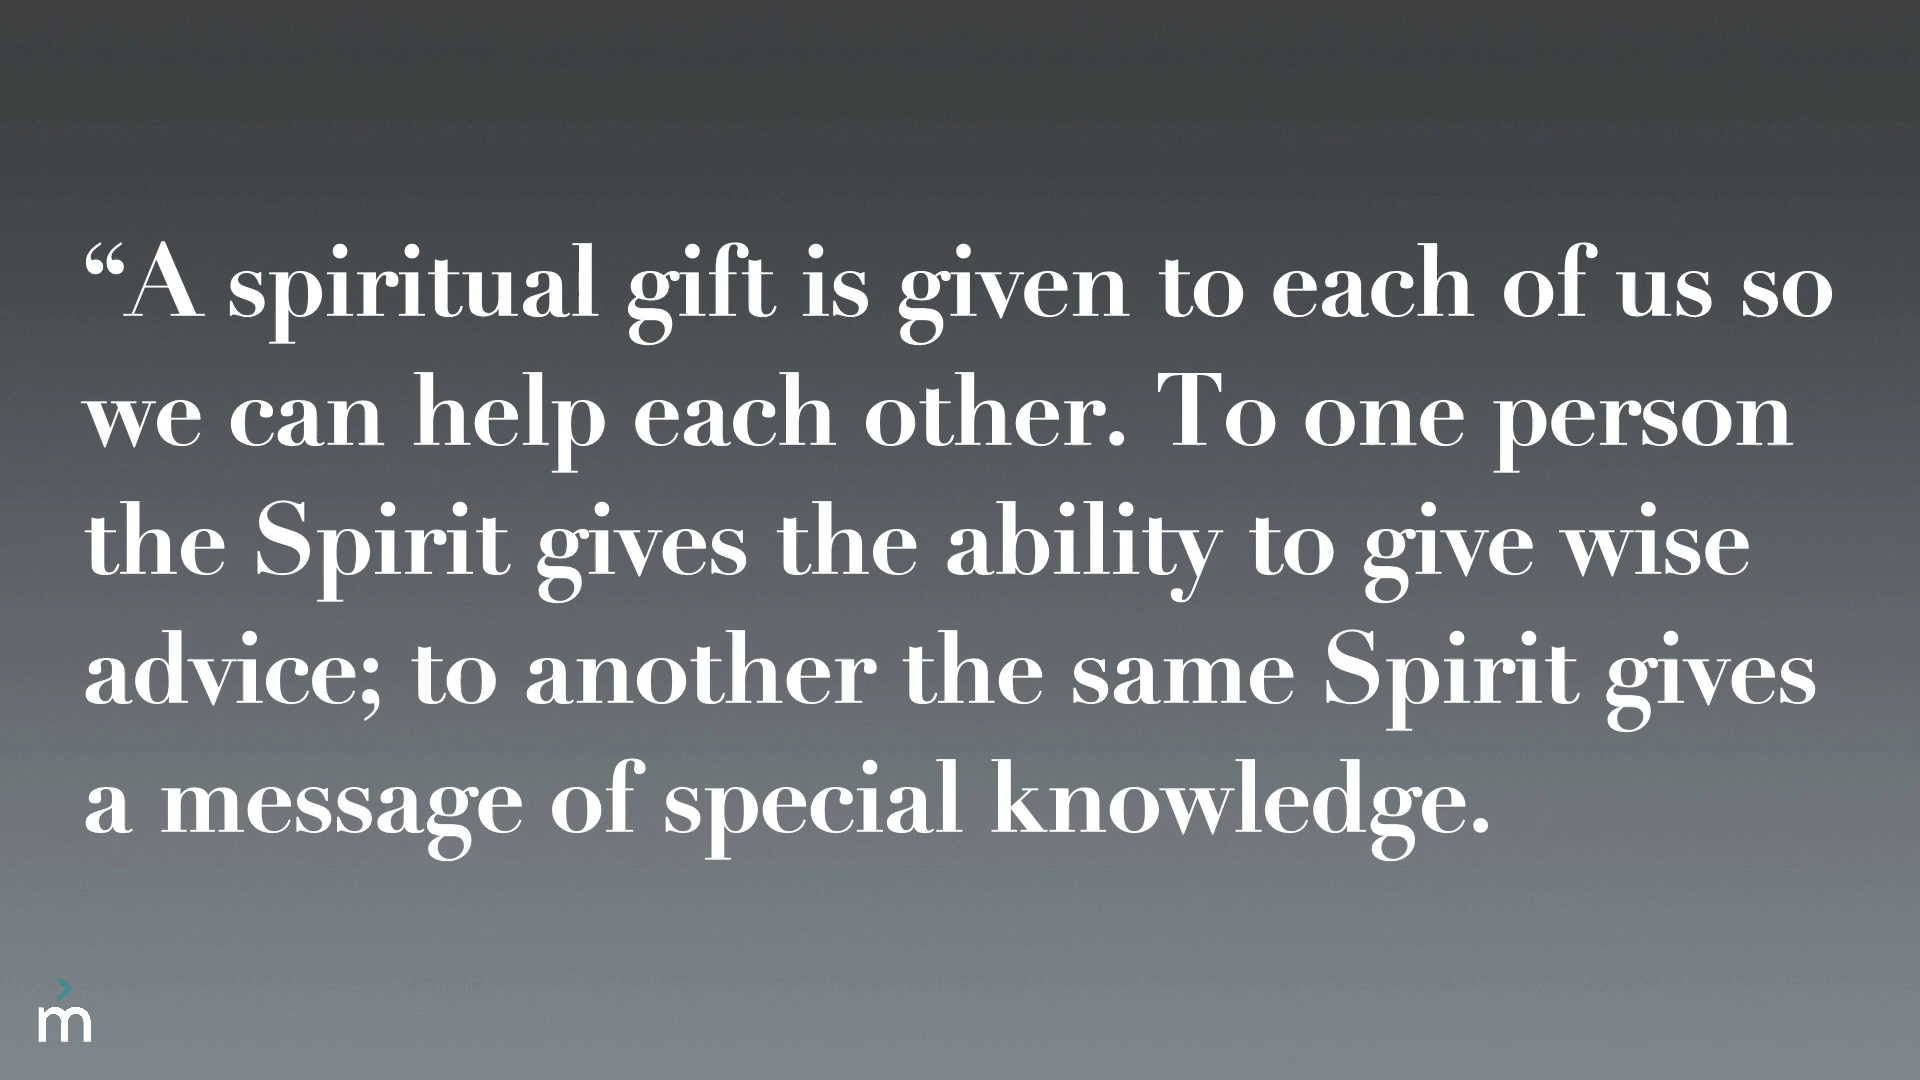 “A spiritual gift is given to each of us so
we can help each other. To one person
the Spirit gives the ability to give wise
advice; to another the same Spirit gives
a message of special knowledge.
m